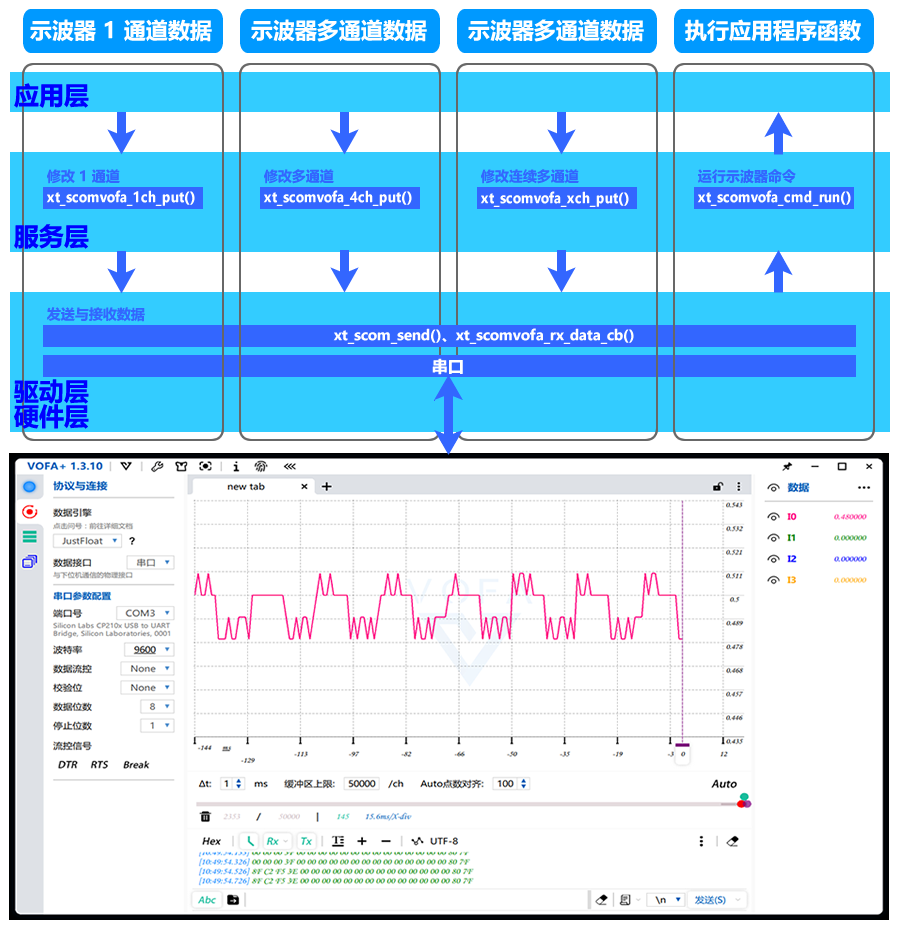 示波器 1 通道数据
示波器多通道数据
示波器多通道数据
执行应用程序函数
应用层
修改 1 通道
修改多通道
修改连续多通道
运行示波器命令
xt_scomvofa_1ch_put()
xt_scomvofa_4ch_put()
xt_scomvofa_xch_put()
xt_scomvofa_cmd_run()
服务层
发送与接收数据
xt_scom_send()、xt_scomvofa_rx_data_cb()
串口
驱动层
硬件层
VOFA+ 1.3.10
协议与连接
数据引擎
点击问号：前往详细文档
JustFloat ?
数据接口 串口
与下位机通信的物理接口
串口参数配置
端口号 COM3
Silicon Labs CP210x USB to UART
Bridge, Silicon Laboratories, 0001
波特率 9600
数据流控 None
校验位 None
数据位数 8
停止位数 1
流控信号
DTR RTS Break
new tab
VOF
0.543
0.532
0.521
0.511
0.5
0.489
0.478
0.468
0.457
0.446
0.435
-144 ms -113 -97 -82 -66 -50 -35 -19 -3 0 12
-129
Δt: 1 ms 缓冲区上限: 50000 /ch Auto点数对齐: 100 Auto
2353 / 50000 | 145 15.6ms/X-div
Hex Rx Tx UTF-8
[10:49:54.326] 00 00 00 3F 00 00 00 00 00 00 00 00 00 00 00 00 00 00 80 7F
[10:49:54.526] 8F C2 F5 3E 00 00 00 00 00 00 00 00 00 00 00 00 00 00 80 7F
[10:49:54.726] 8F C2 F5 3E 00 00 00 00 00 00 00 00 00 00 00 00 00 00 80 7F
Abc \n 发送(S)
数据
I0 0.480000
I1 0.000000
I2 0.000000
I3 0.000000